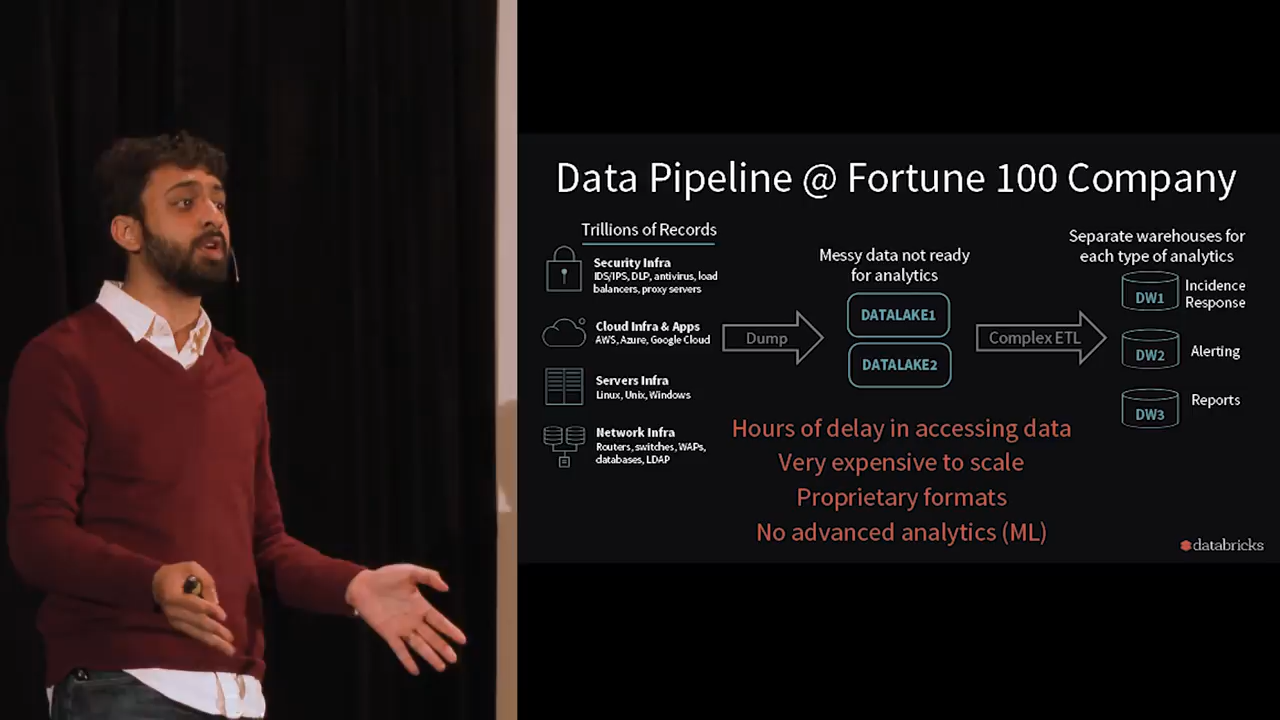 Data Pipeline @ Fortune 100 Company
Trillions of Records
Security Infra
IDS/IPS, DLP, antivirus, load
balancers, proxy servers
Cloud Infra & Apps
AWS, Azure, Google Cloud
Servers Infra
Linux, Unix, Windows
Network Infra
Routers, switches, WAPs,
databases, LDAP
Dump
Messy data not ready
for analytics
DATALAKE1
DATALAKE2
Complex ETL
Separate warehouses for
each type of analytics
DW1
Incidence
Response
DW2
Alerting
DW3
Reports
Hours of delay in accessing data
Very expensive to scale
Proprietary formats
No advanced analytics (ML)
databricks